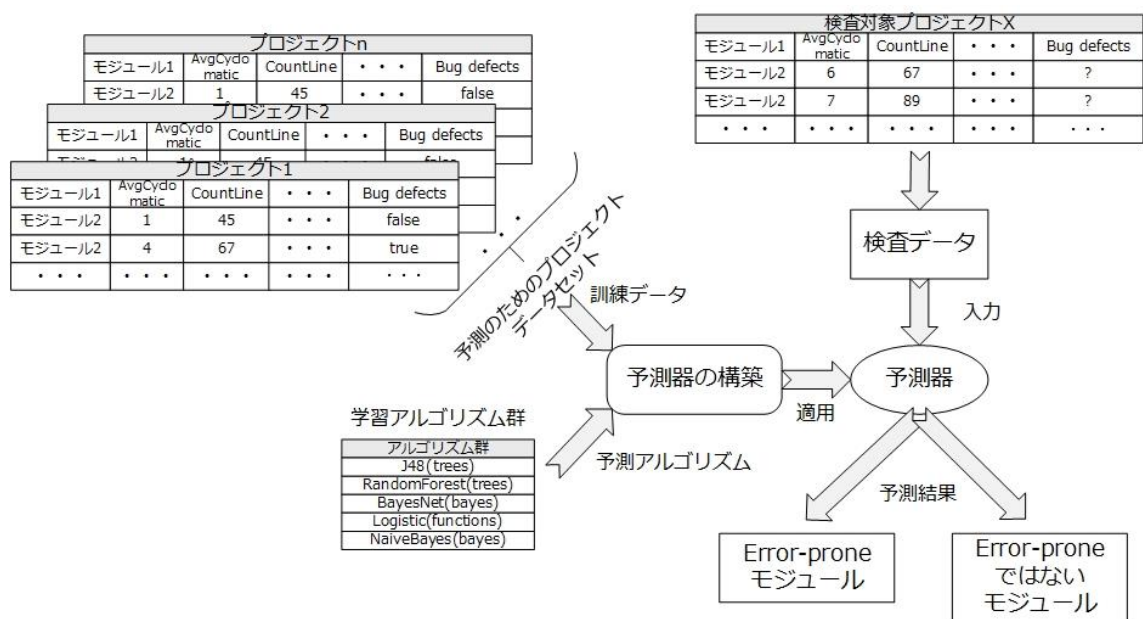 プロジェクトn
モジュール1 AvgCyclo matic CountLine ・・・ Bug defects
モジュール2 1 45 ・・・ false
プロジェクト2
モジュール1 AvgCyclo matic CountLine ・・・ Bug defects
プロジェクト1
モジュール1 AvgCyclo matic CountLine ・・・ Bug defects
モジュール2 1 45 ・・・ false
モジュール2 4 67 ・・・ true
・・・ ・・・ ・・・ ・・・ ・・・
・・・
予測のためのプロジェクト
データセット
検査対象プロジェクトX
モジュール1 AvgCyclo matic CountLine ・・・ Bug defects
モジュール2 6 67 ・・・ ?
モジュール2 7 89 ・・・ ?
・・・ ・・・ ・・・ ・・・ ・・・
検査データ
入力
訓練データ
予測器の構築
適用
予測器
学習アルゴリズム群
アルゴリズム群
J48(trees)
RandomForest(trees)
BayesNet(bayes)
Logistic(functions)
NaiveBayes(bayes)
予測アルゴリズム
予測結果
Error-prone
モジュール
Error-prone
ではない
モジュール